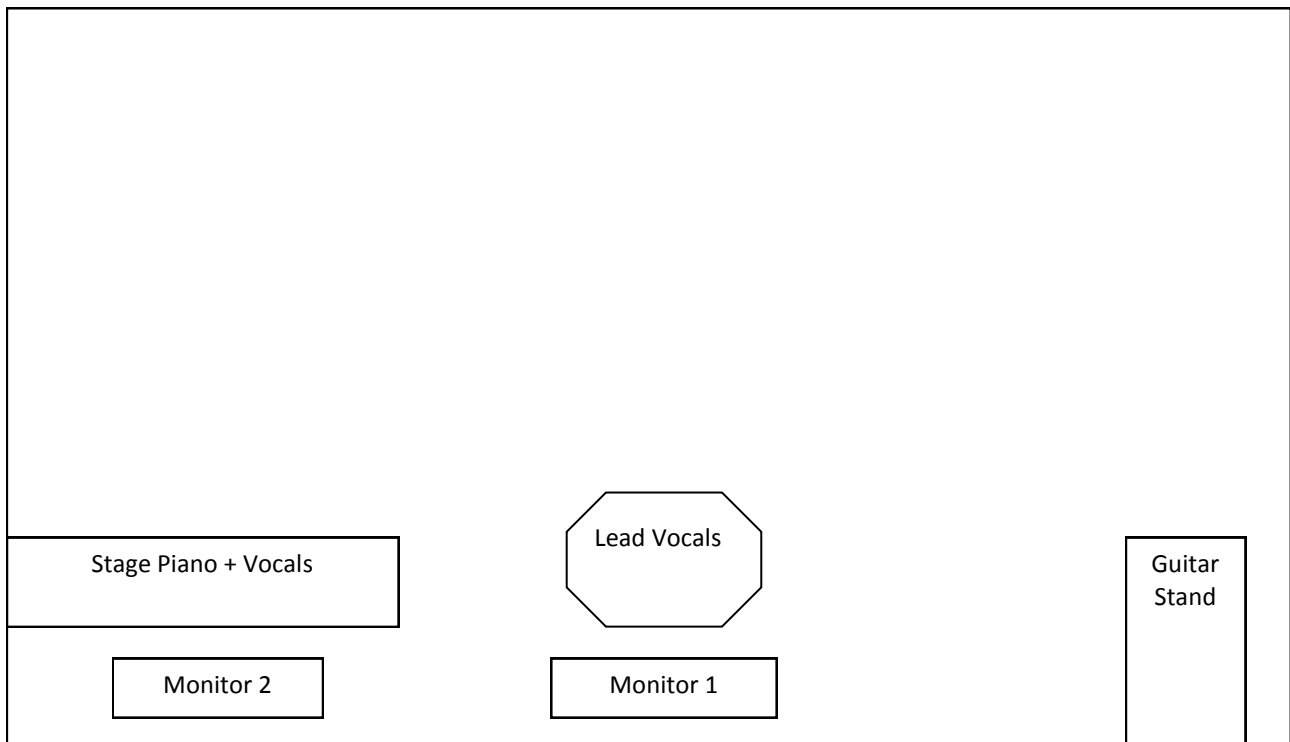 Lead Vocals
Stage Piano + Vocals
Guitar
Stand
Monitor 2
Monitor 1